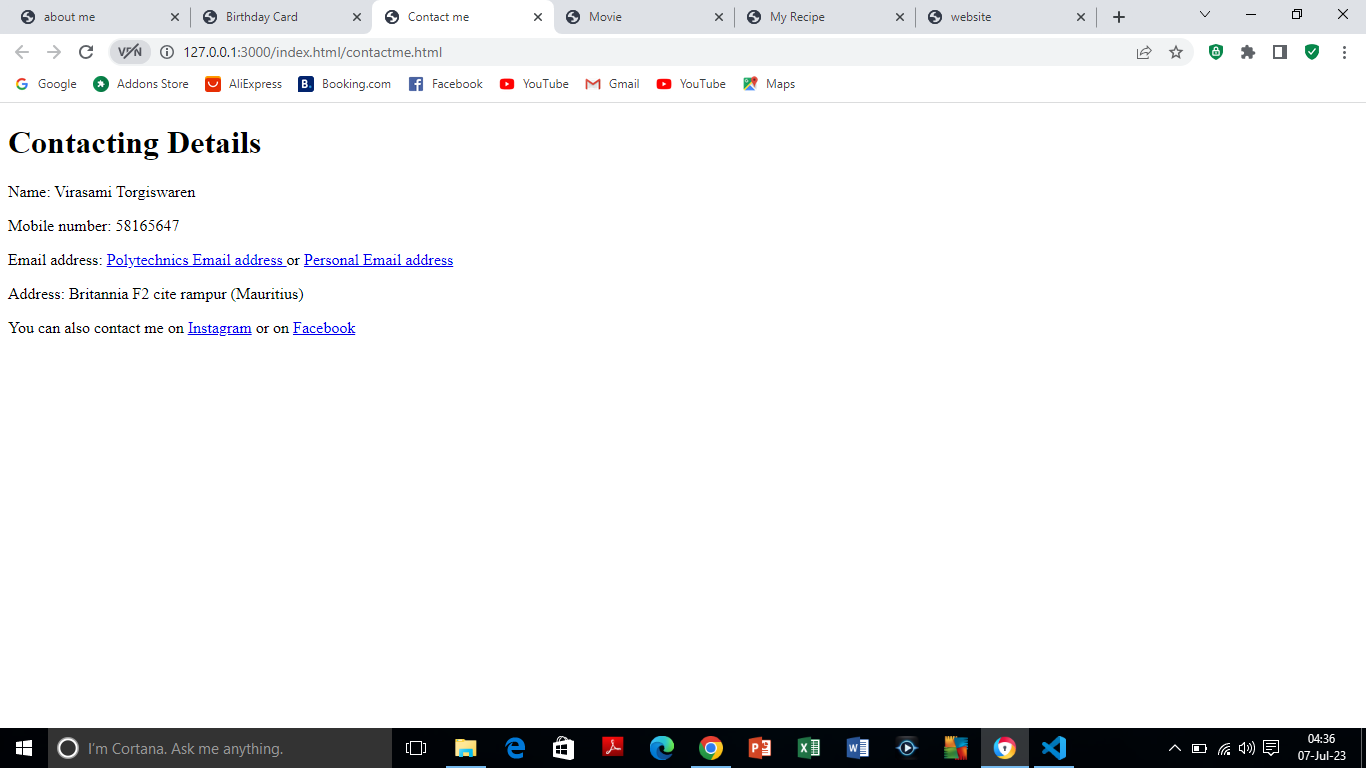 about me
Birthday Card
Contact me
Movie
My Recipe
website
VPN
127.0.0.1:3000/index.html/contactme.html
Google
Addons Store
AliExpress
B. Booking.com
Facebook
YouTube
Gmail
YouTube
Maps
Contacting Details
Name: Virasami Torgiswaren
Mobile number: 58165647
Email address: Polytechnics Email address or Personal Email address
Address: Britannia F2 cite rampur (Mauritius)
You can also contact me on Instagram or on Facebook
I'm Cortana. Ask me anything.
04:36
07-Jul-23